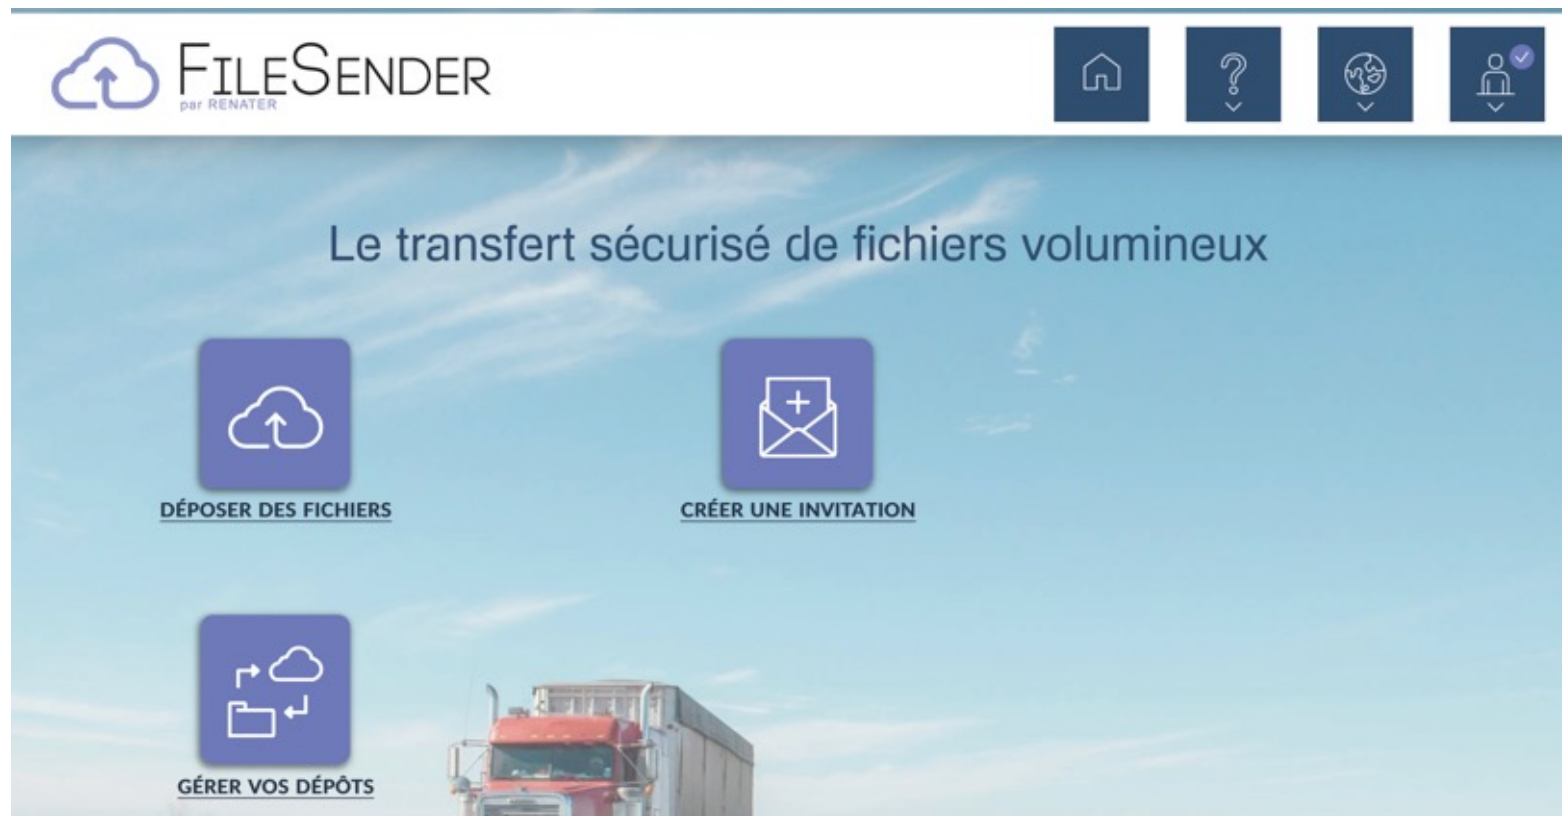 FILESENDER
par RENATER
Le transfert sécurisé de fichiers volumineux
DÉPOSER DES FICHIERS
CRÉER UNE INVITATION
GÉRER VOS DÉPÔTS